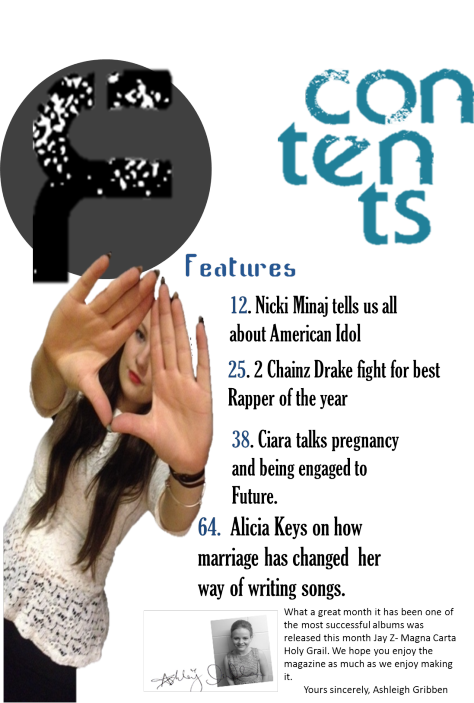 con
ten
ts
Features
12. Nicki Minaj tells us all
about American Idol
25. 2 Chainz Drake fight for best
Rapper of the year
38. Ciara talks pregnancy
and being engaged to
Future.
64. Alicia Keys on how
marriage has changed her
way of writing songs.
What a great month it has been one of
the most successful albums was
released this month Jay Z- Magna Carta
Holy Grail. We hope you enjoy the
magazine as much as we enjoy making
it.
Yours sincerely, Ashleigh Gribben